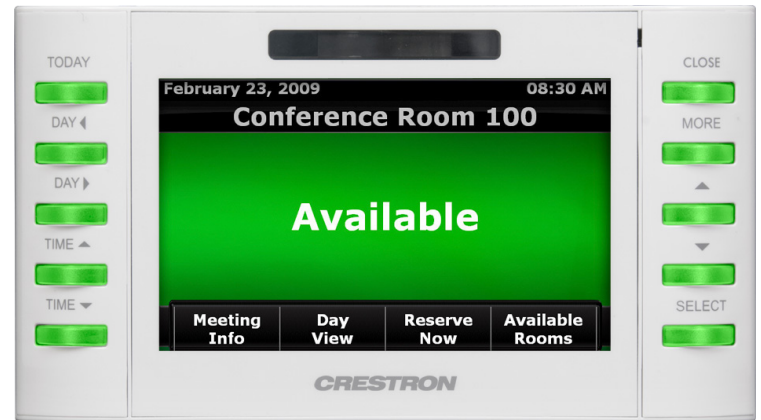 TODAY
DAY ◀
DAY ▶
TIME ▲
TIME ▼
February 23, 2009 08:30 AM
Conference Room 100
Available
Meeting Info
Day View
Reserve Now
Available Rooms
CRESTRON
CLOSE
MORE
▲
▼
SELECT